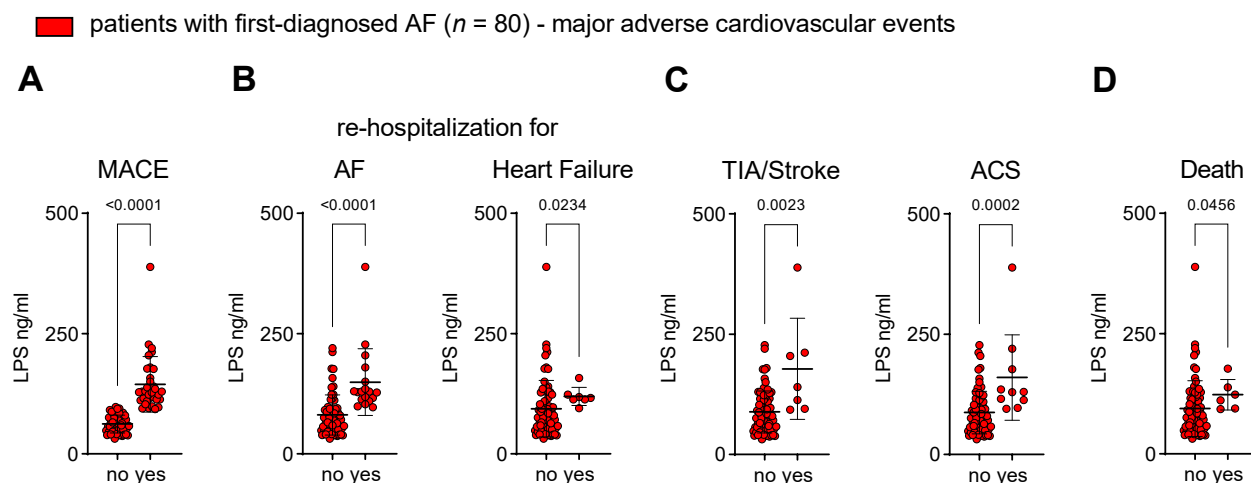 patients with first-diagnosed AF (n = 80) - major adverse cardiovascular events
A
B
C
D
re-hospitalization for
MACE
AF
Heart Failure
TIA/Stroke
ACS
Death
<0.0001
<0.0001
0.0234
0.0023
0.0002
0.0456
500
250
0
LPS ng/ml
no yes
500
250
0
LPS ng/ml
no yes
500
250
0
LPS ng/ml
no yes
500
250
0
LPS ng/ml
no yes
500
250
0
LPS ng/ml
no yes
500
250
0
LPS ng/ml
no yes